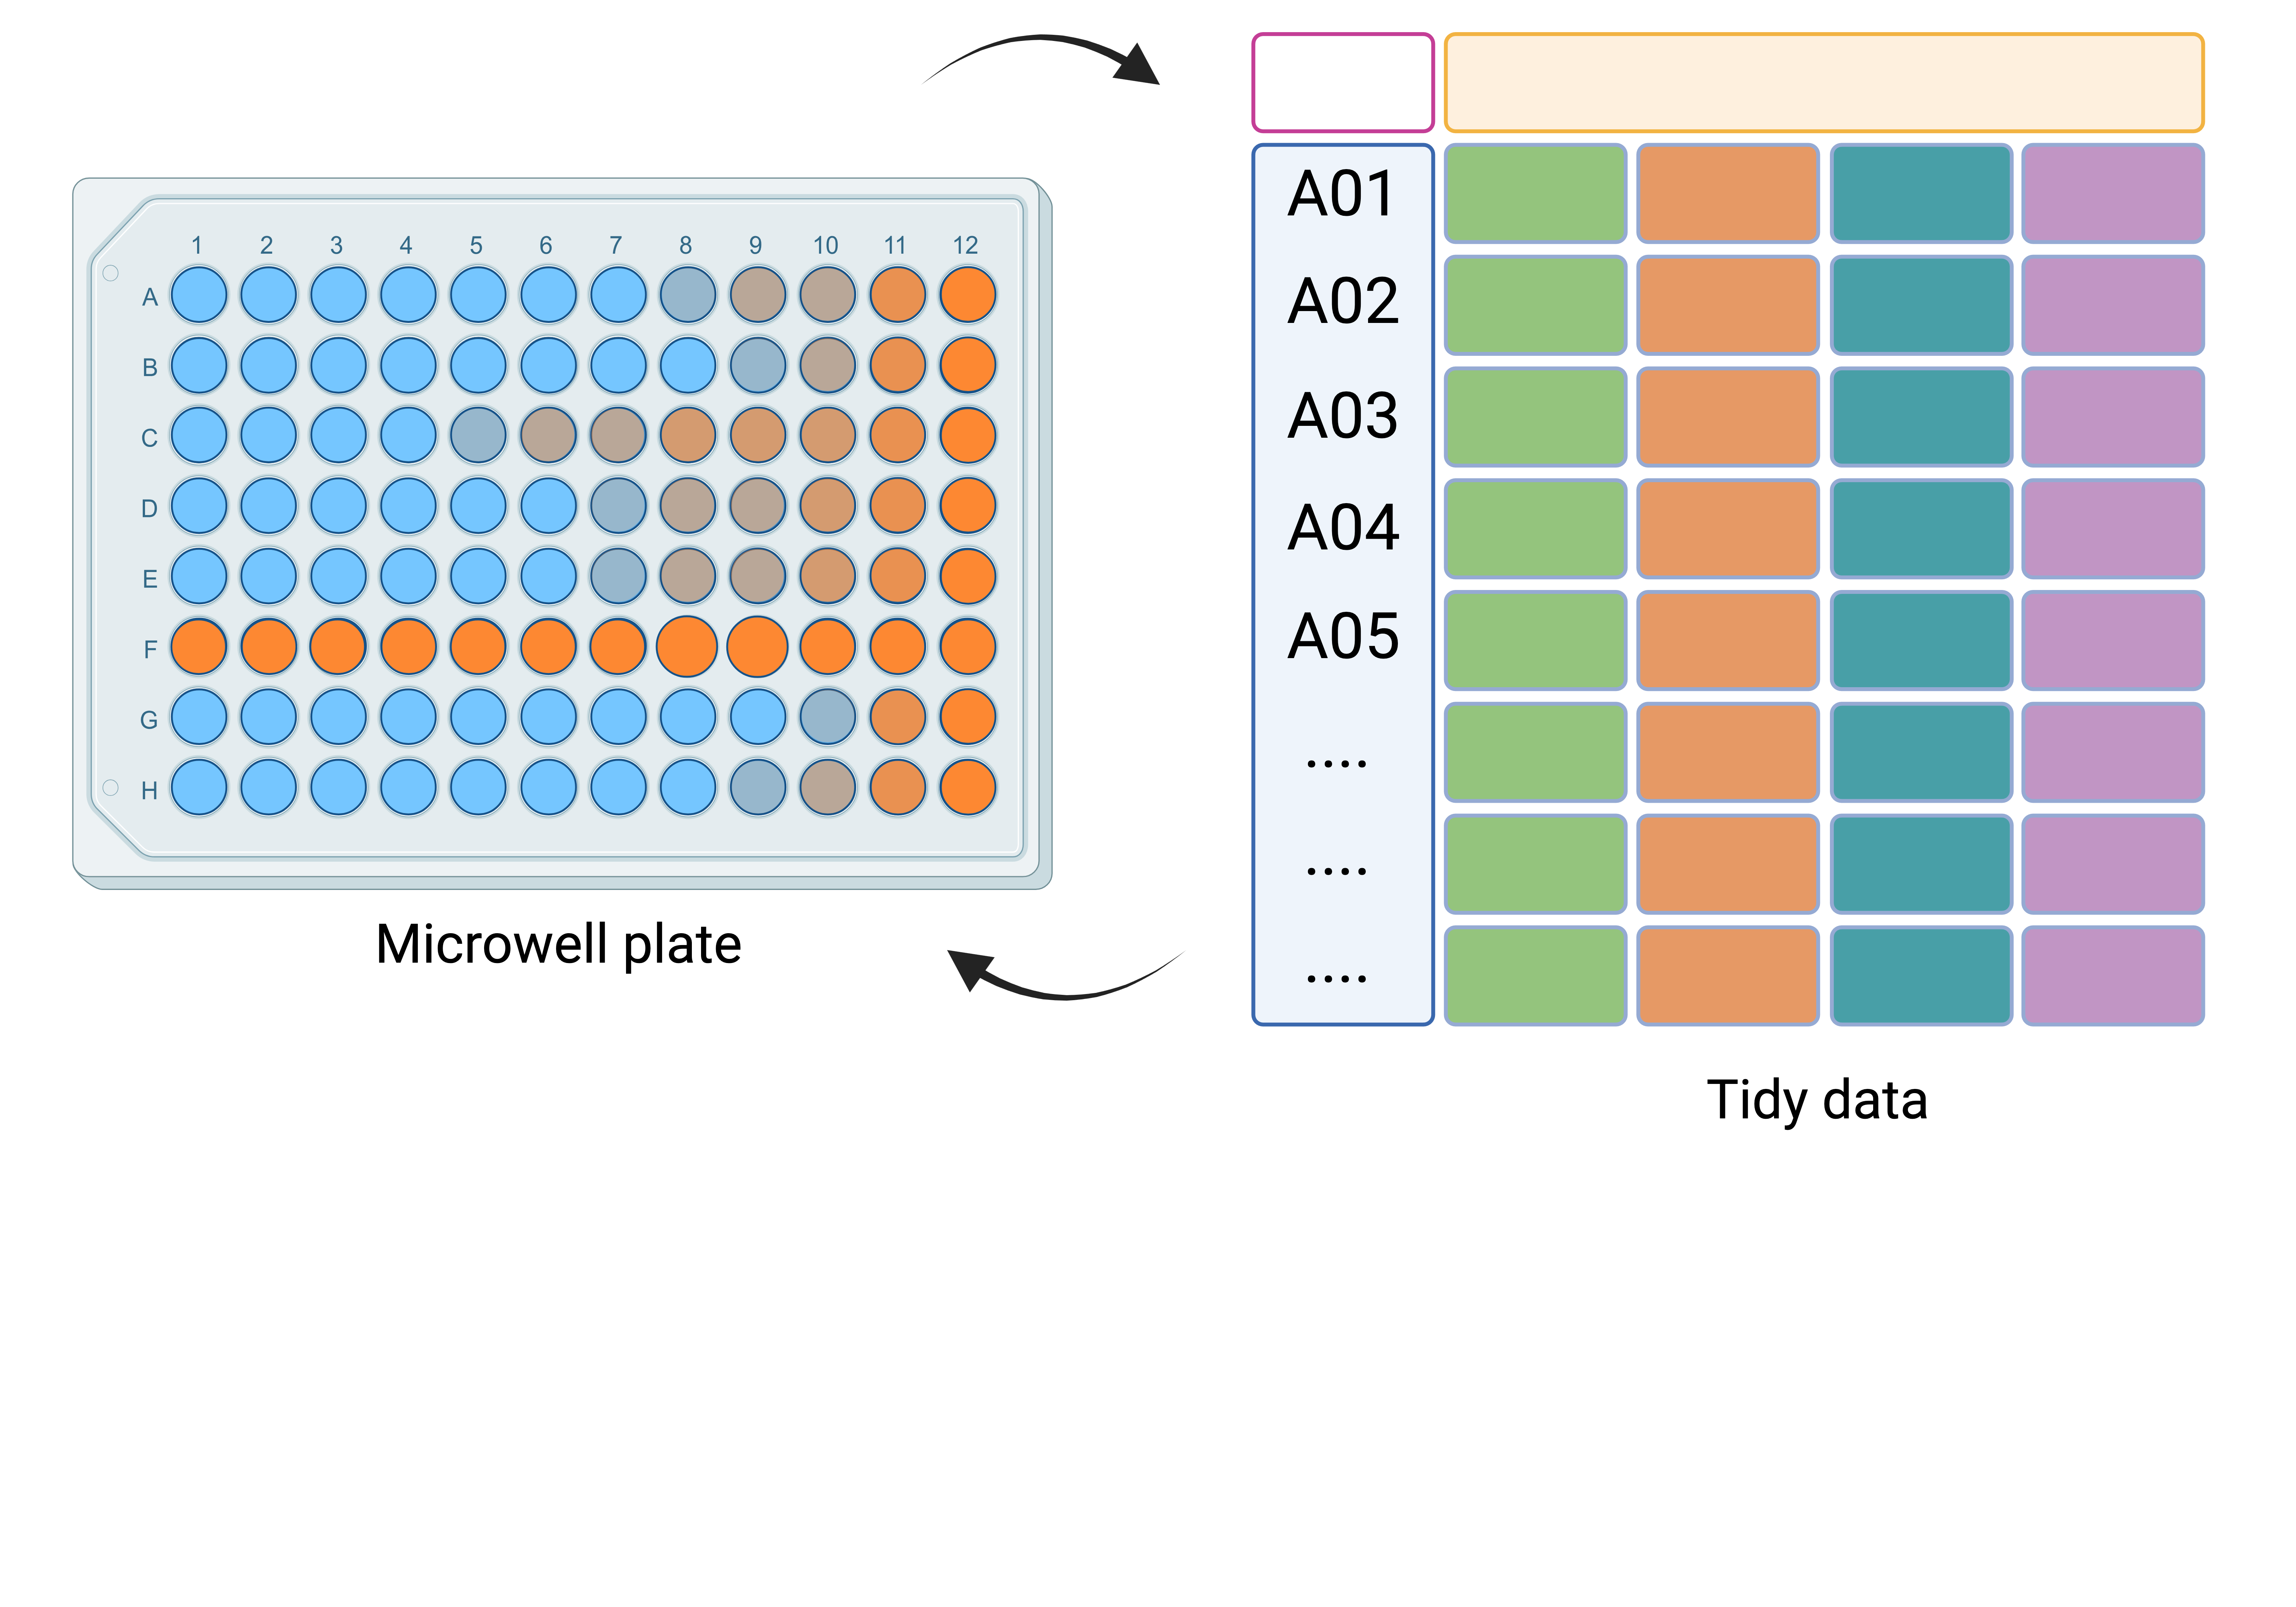 1 2 3 4 5 6 7 8 9 10 11 12
A
B
C
D
E
F
G
H
Microwell plate
A01
A02
A03
A04
A05
....
....
....
Tidy data